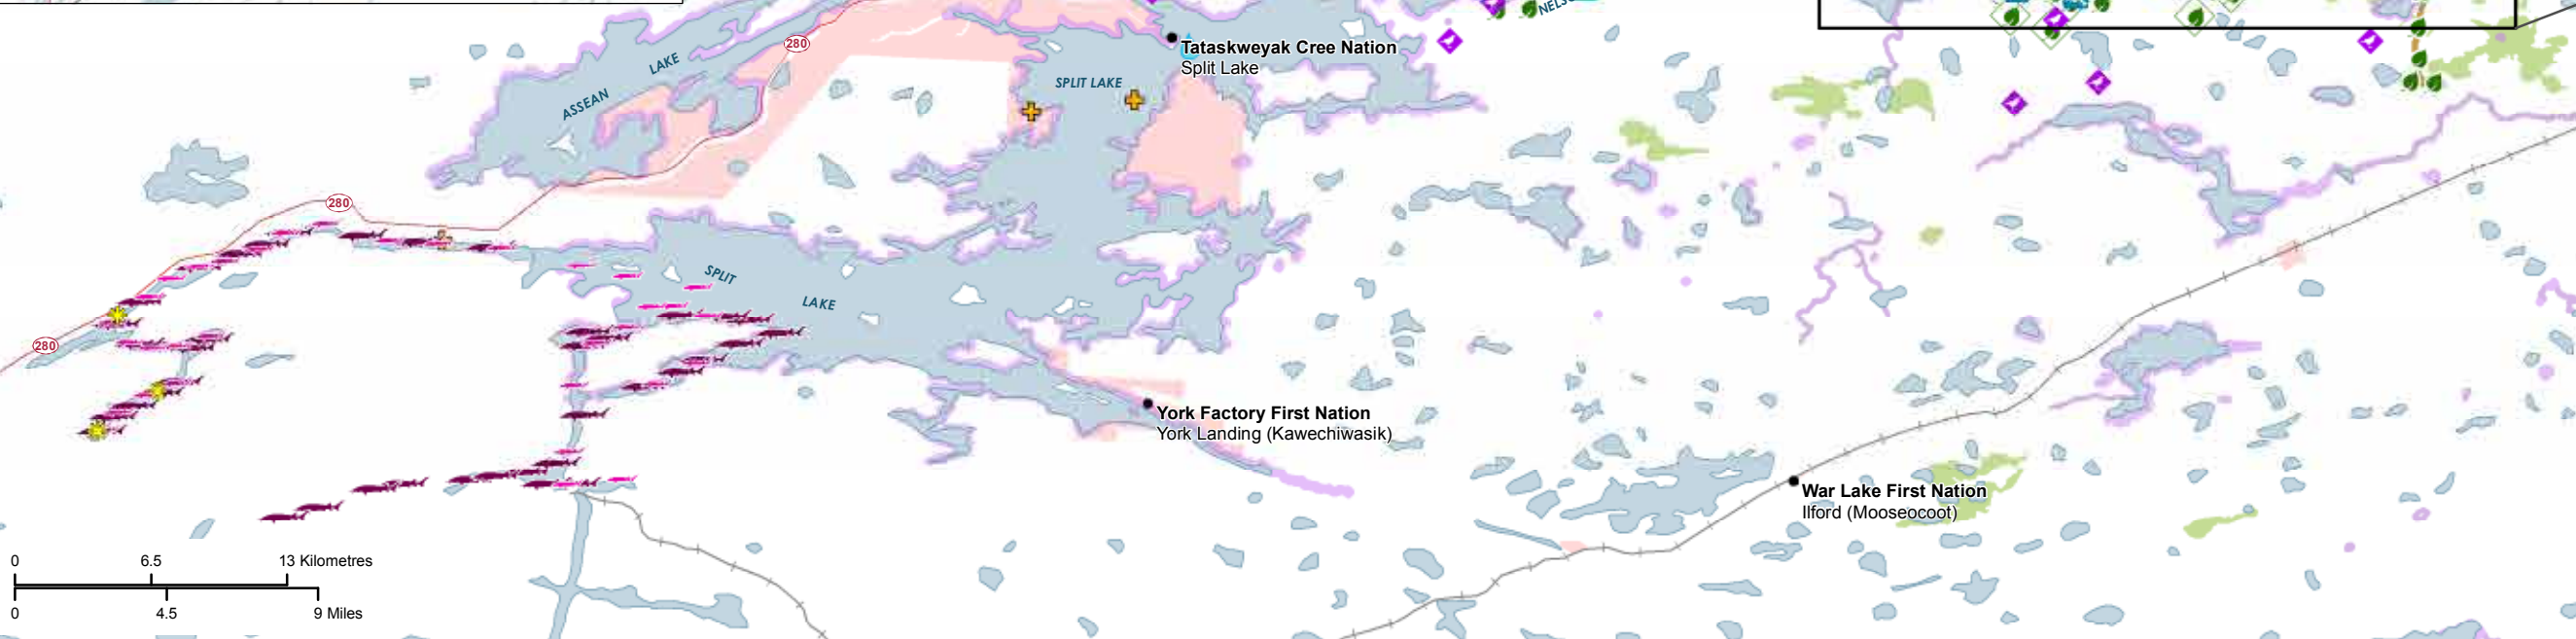 NELS
280
Tataskweyak Cree Nation
Split Lake
LAKE
ASSEAN
SPLIT LAKE
280
SPLIT
LAKE
280
York Factory First Nation
York Landing (Kawechiwasik)
War Lake First Nation
Ilford (Mooseocoot)
0 6.5 13 Kilometres
0 4.5 9 Miles